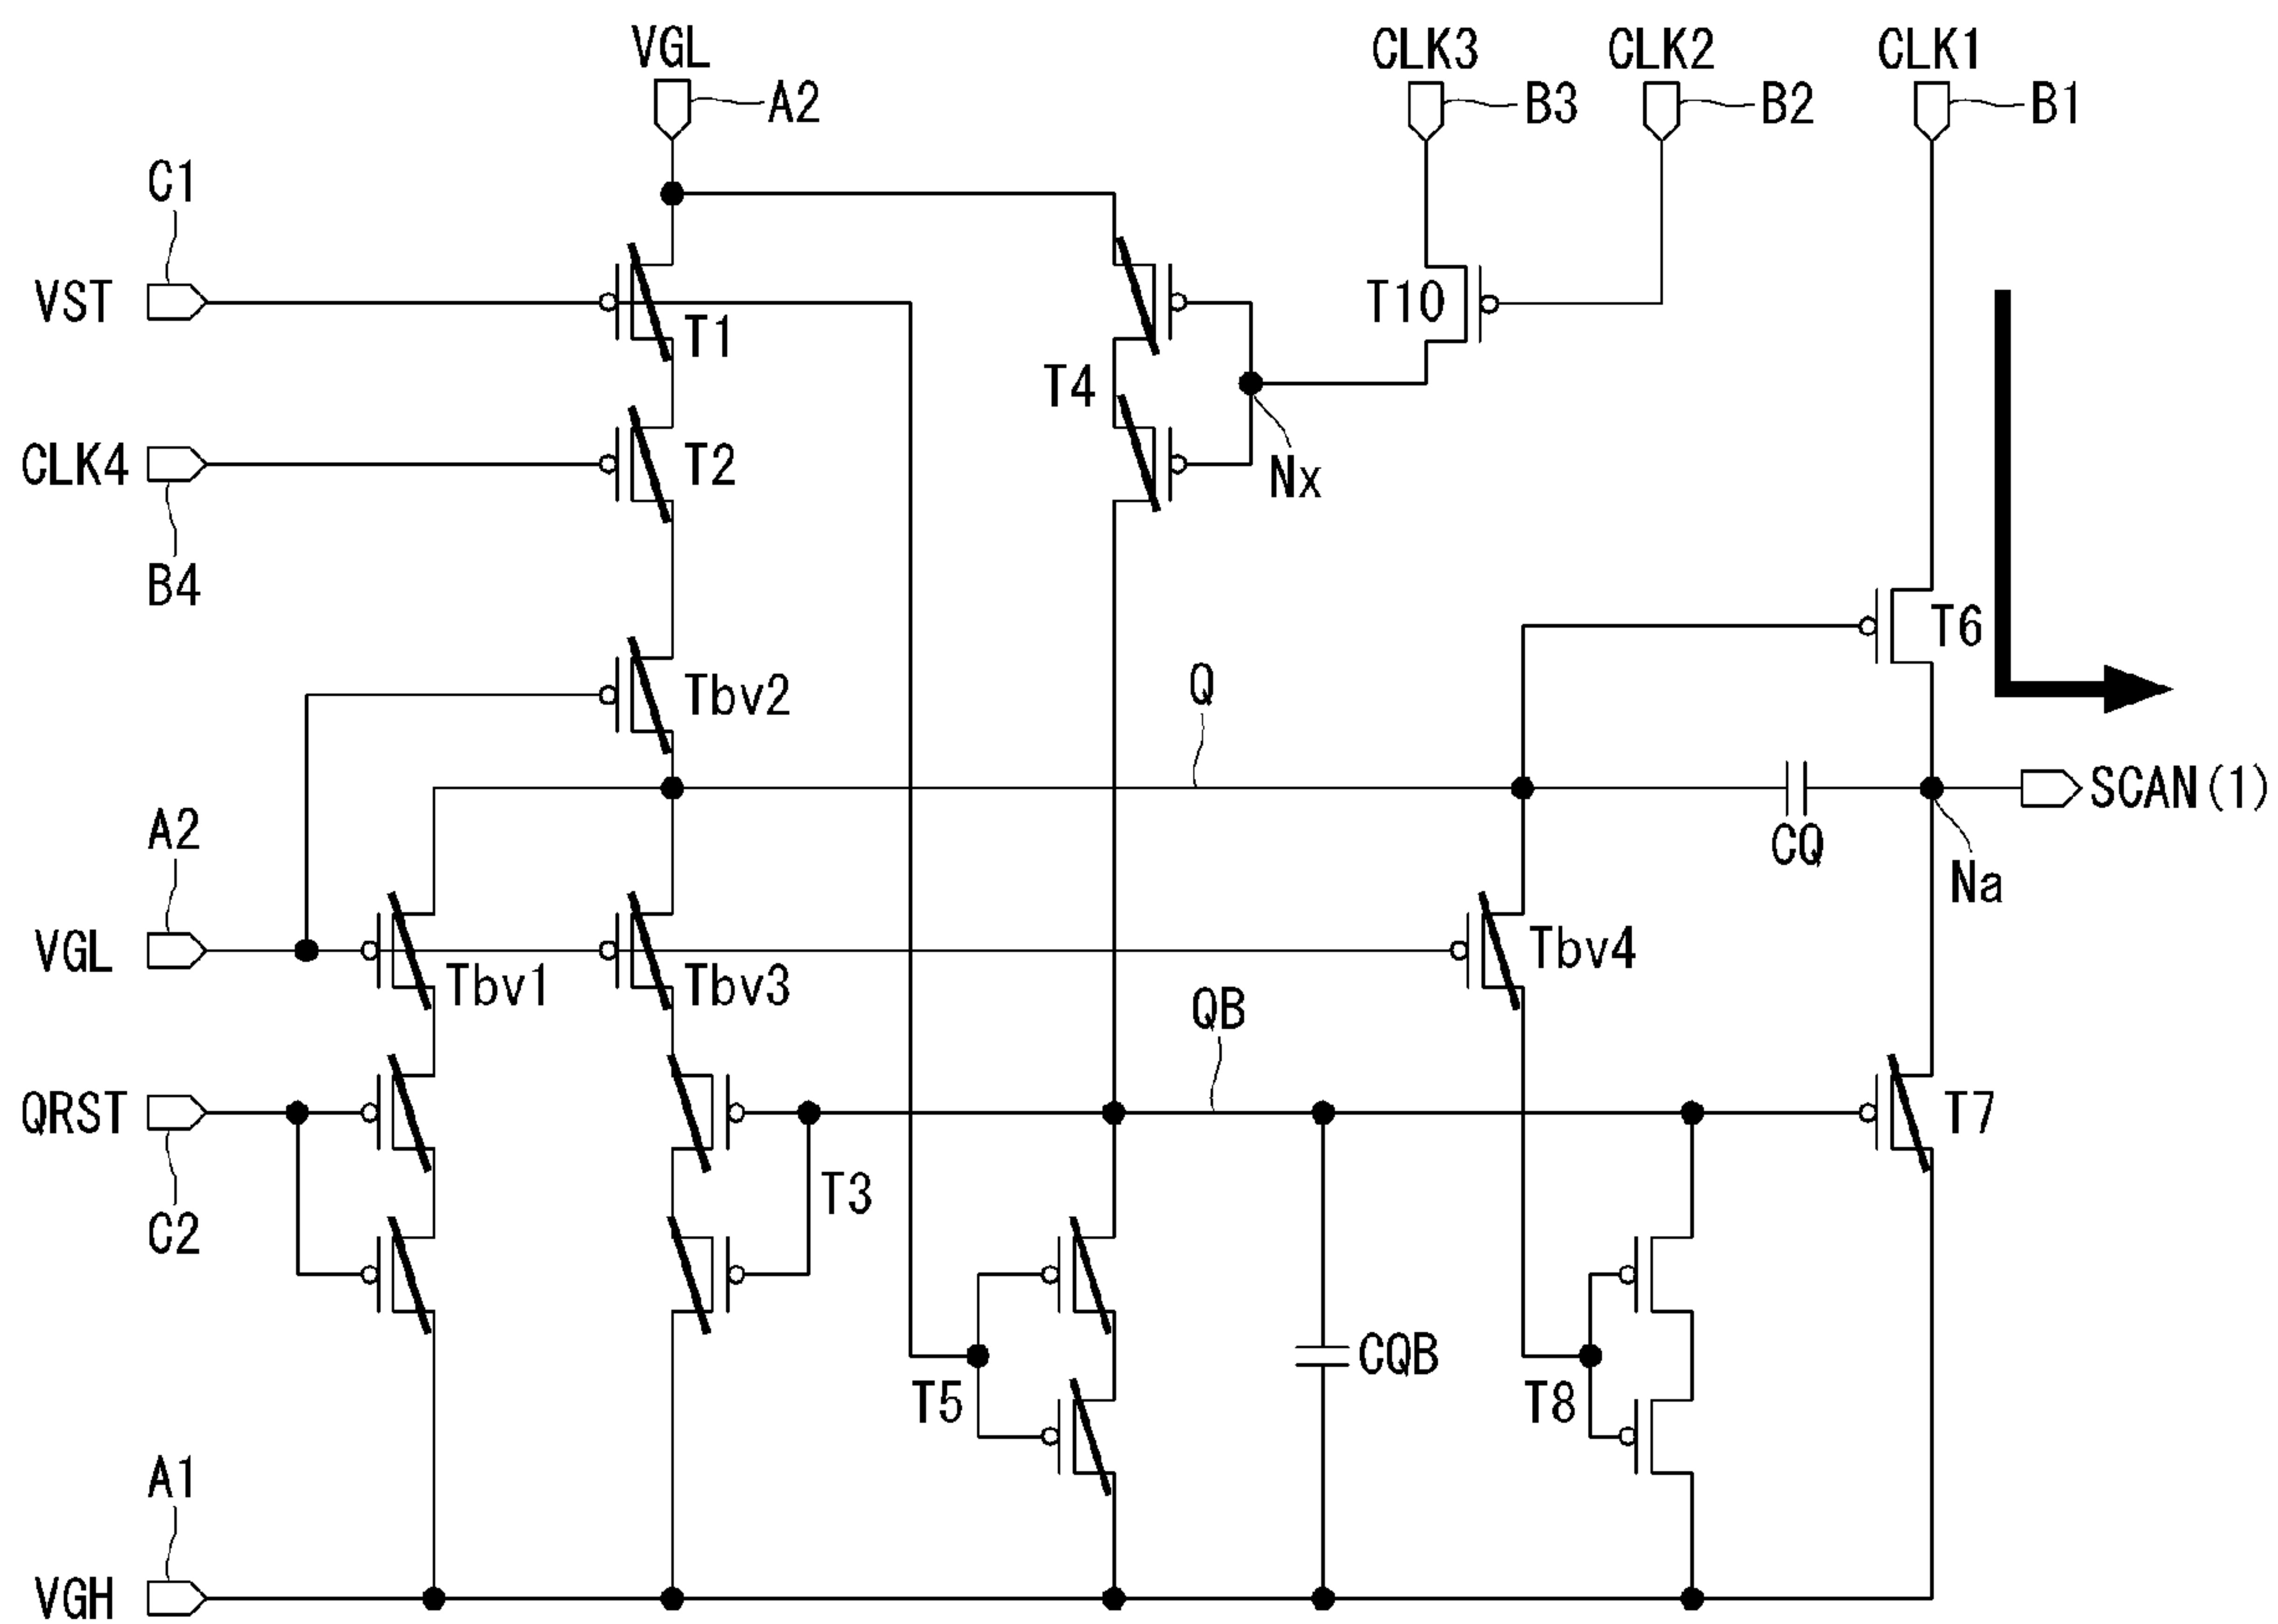 VGL
CLK3
CLK2
CLK1
A2
B3
B2
B1
C1
VST
T1
T10
T4
CLK4
T2
Nx
B4
T6
Tbv2
Q
SCAN(1)
A2
CQ
Na
VGL
Tbv1
Tbv3
Tbv4
QB
QRST
T7
T3
C2
CQB
T5
T8
A1
VGH